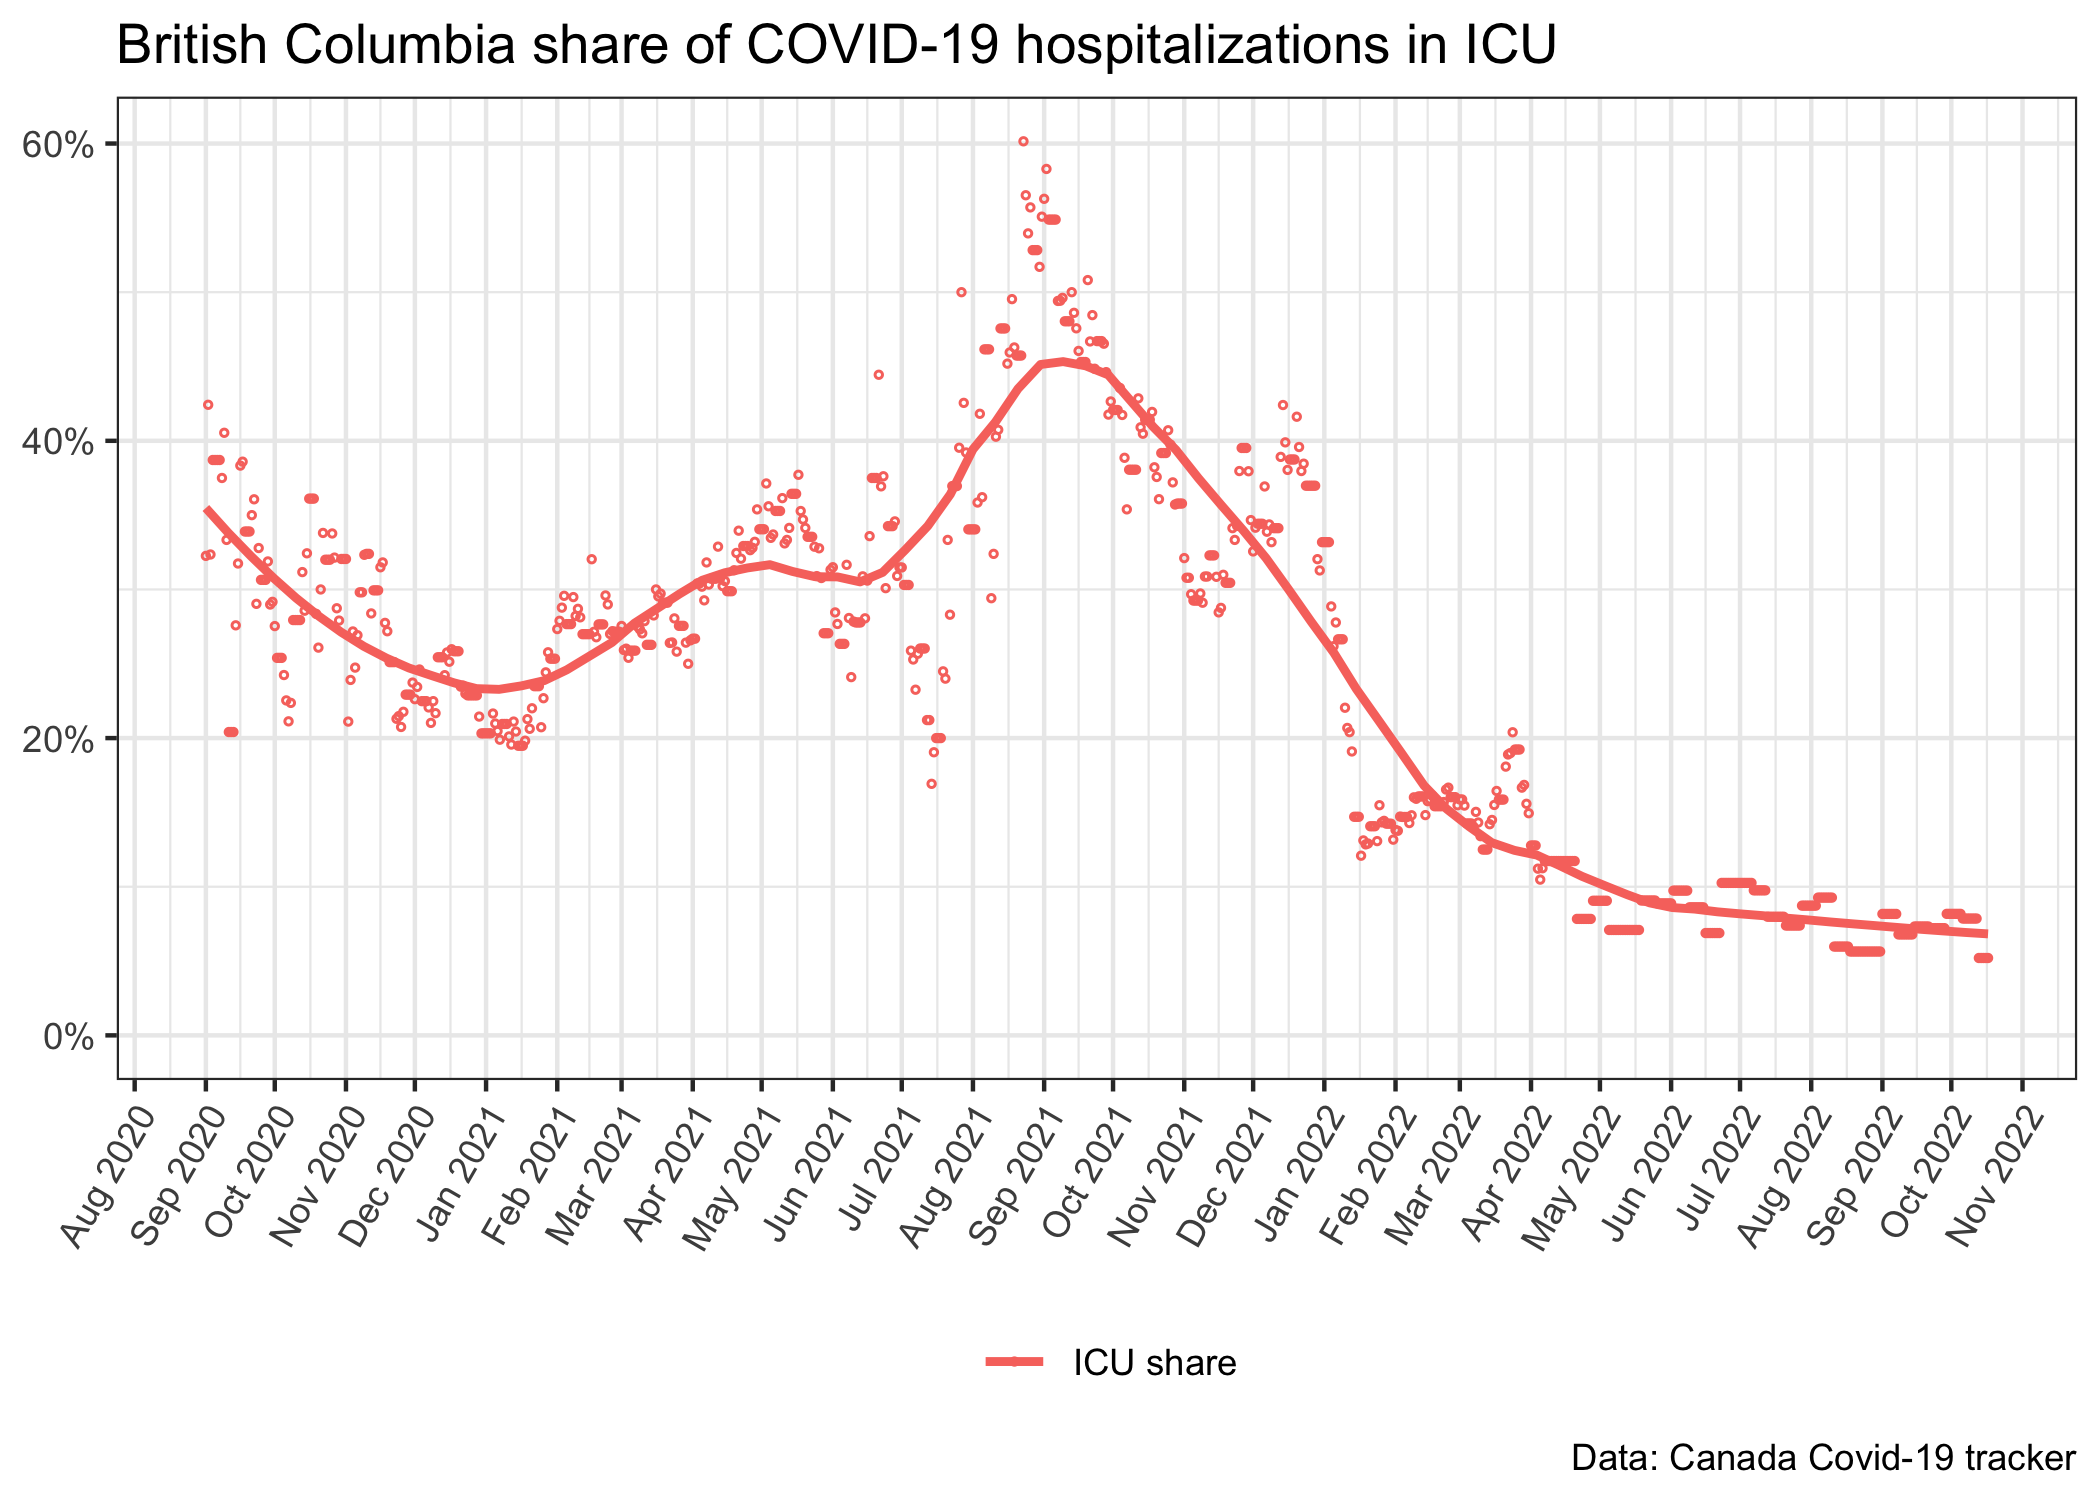 British Columbia share of COVID-19 hospitalizations in ICU
60%
40%
20%
0%
Aug 2020
Sep 2020
Oct 2020
Nov 2020
Dec 2020
Jan 2021
Feb 2021
Mar 2021
Apr 2021
May 2021
Jun 2021
Jul 2021
Aug 2021
Sep 2021
Oct 2021
Nov 2021
Dec 2021
Jan 2022
Feb 2022
Mar 2022
Apr 2022
May 2022
Jun 2022
Jul 2022
Aug 2022
Sep 2022
Oct 2022
Nov 2022
ICU share
Data: Canada Covid-19 tracker